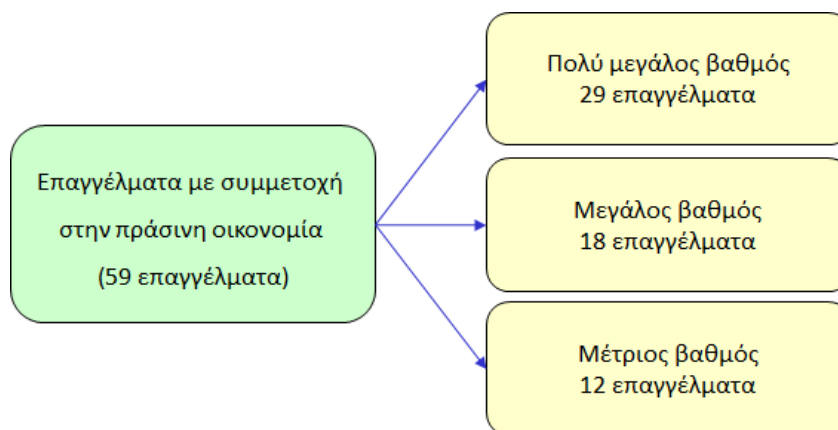 Επαγγέλματα με συμμετοχή
στην πράσινη οικονομία
(59 επαγγέλματα)
Πολύ μεγάλος βαθμός
29 επαγγέλματα
Μεγάλος βαθμός
18 επαγγέλματα
Μέτριος βαθμός
12 επαγγέλματα